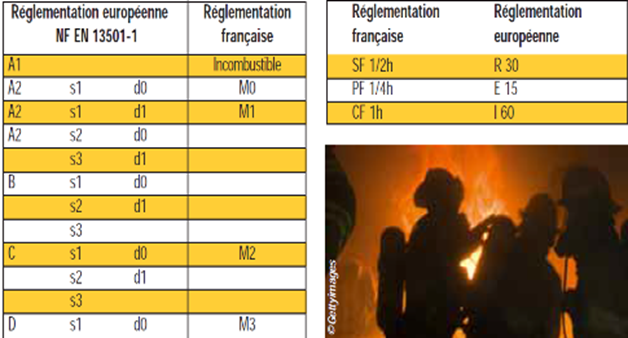 Réglementation européenne Réglementation
NF EN 13501-1 française
A1 Incombustible
A2 s1 d0 M0
A2 s1 d1 M1
A2 s2 d0
s3 d1
B s1 d0
s2 d1
s3
C s1 d0 M2
s2 d1
s3
D s1 d0 M3
Réglementation Réglementation
française européenne
SF 1/2h R 30
PF 1/4h E 15
CF 1h I 60
©Gettyimages